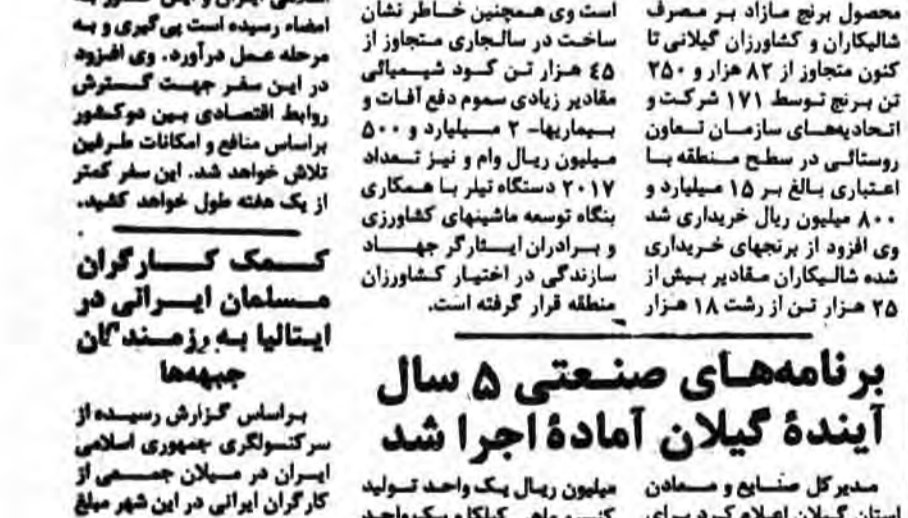 محصول برنج مازاد بر مصرف
شالیکاران و کشاورزان گیلانی تا
کنون متجاوز از ۸۲ هزار و ۲۵۰
تن برنج توسط ۱۷۱ شرکت و
اتحادیه‌های سازمان تعاون
روستائی در سطح منطقه با
اعتباری بالغ بر ۱۵ میلیارد و
۸۰۰ میلیون ریال خریداری شد
وی افزود از برنجهای خریداری
شده شالیکاران مقادیر بیش از
۲۵ هزار تن از رشت ۱۸ هزار
است وی همچنین خاطر نشان
ساخت در سالجاری متجاوز از
۴۵ هزار تن کود شیمیائی
مقادیر زیادی سموم دفع آفات و
بیماریها- ۲ میلیارد و ۵۰۰
میلیون ریال وام و نیز تعداد
۲۰۱۷ دستگاه تیلر با همکاری
بنگاه توسعه ماشینهای کشاورزی
و برادران ایثارگر جهاد
سازندگی در اختیار کشاورزان
منطقه قرار گرفته است.
برنامه‌های صنعتی ۵ سال
آیندهٔ گیلان آمادهٔ اجرا شد
مدیر کل صنایع و معادن
استان گیلان اعلام کرد برای
میلیون ریال یک واحد تولید
امضاء رسیده است پی گیری و به
مرحله عمل درآورد. وی افزود
در این سفر جهت گسترش
روابط اقتصادی بین دو کشور
براساس منافع و امکانات طرفین
تلاش خواهد شد. این سفر کمتر
از یک هفته طول خواهد کشید.
کمک کارگران
مسلمان ایرانی در
ایتالیا به رزمندگان
جبهه‌ها
براساس گزارش رسیده از
سرکنسولگری جمهوری اسلامی
ایران در میلان جمعی از
کارگران ایرانی در این شهر مبلغ